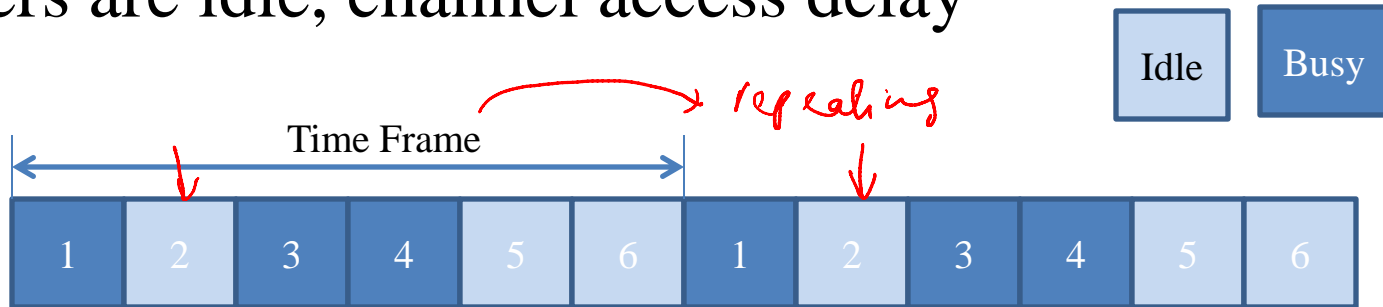 ers are idle, channel access delay
Idle Busy
repeating
Time Frame
1 2 3 4 5 6 1 2 3 4 5 6